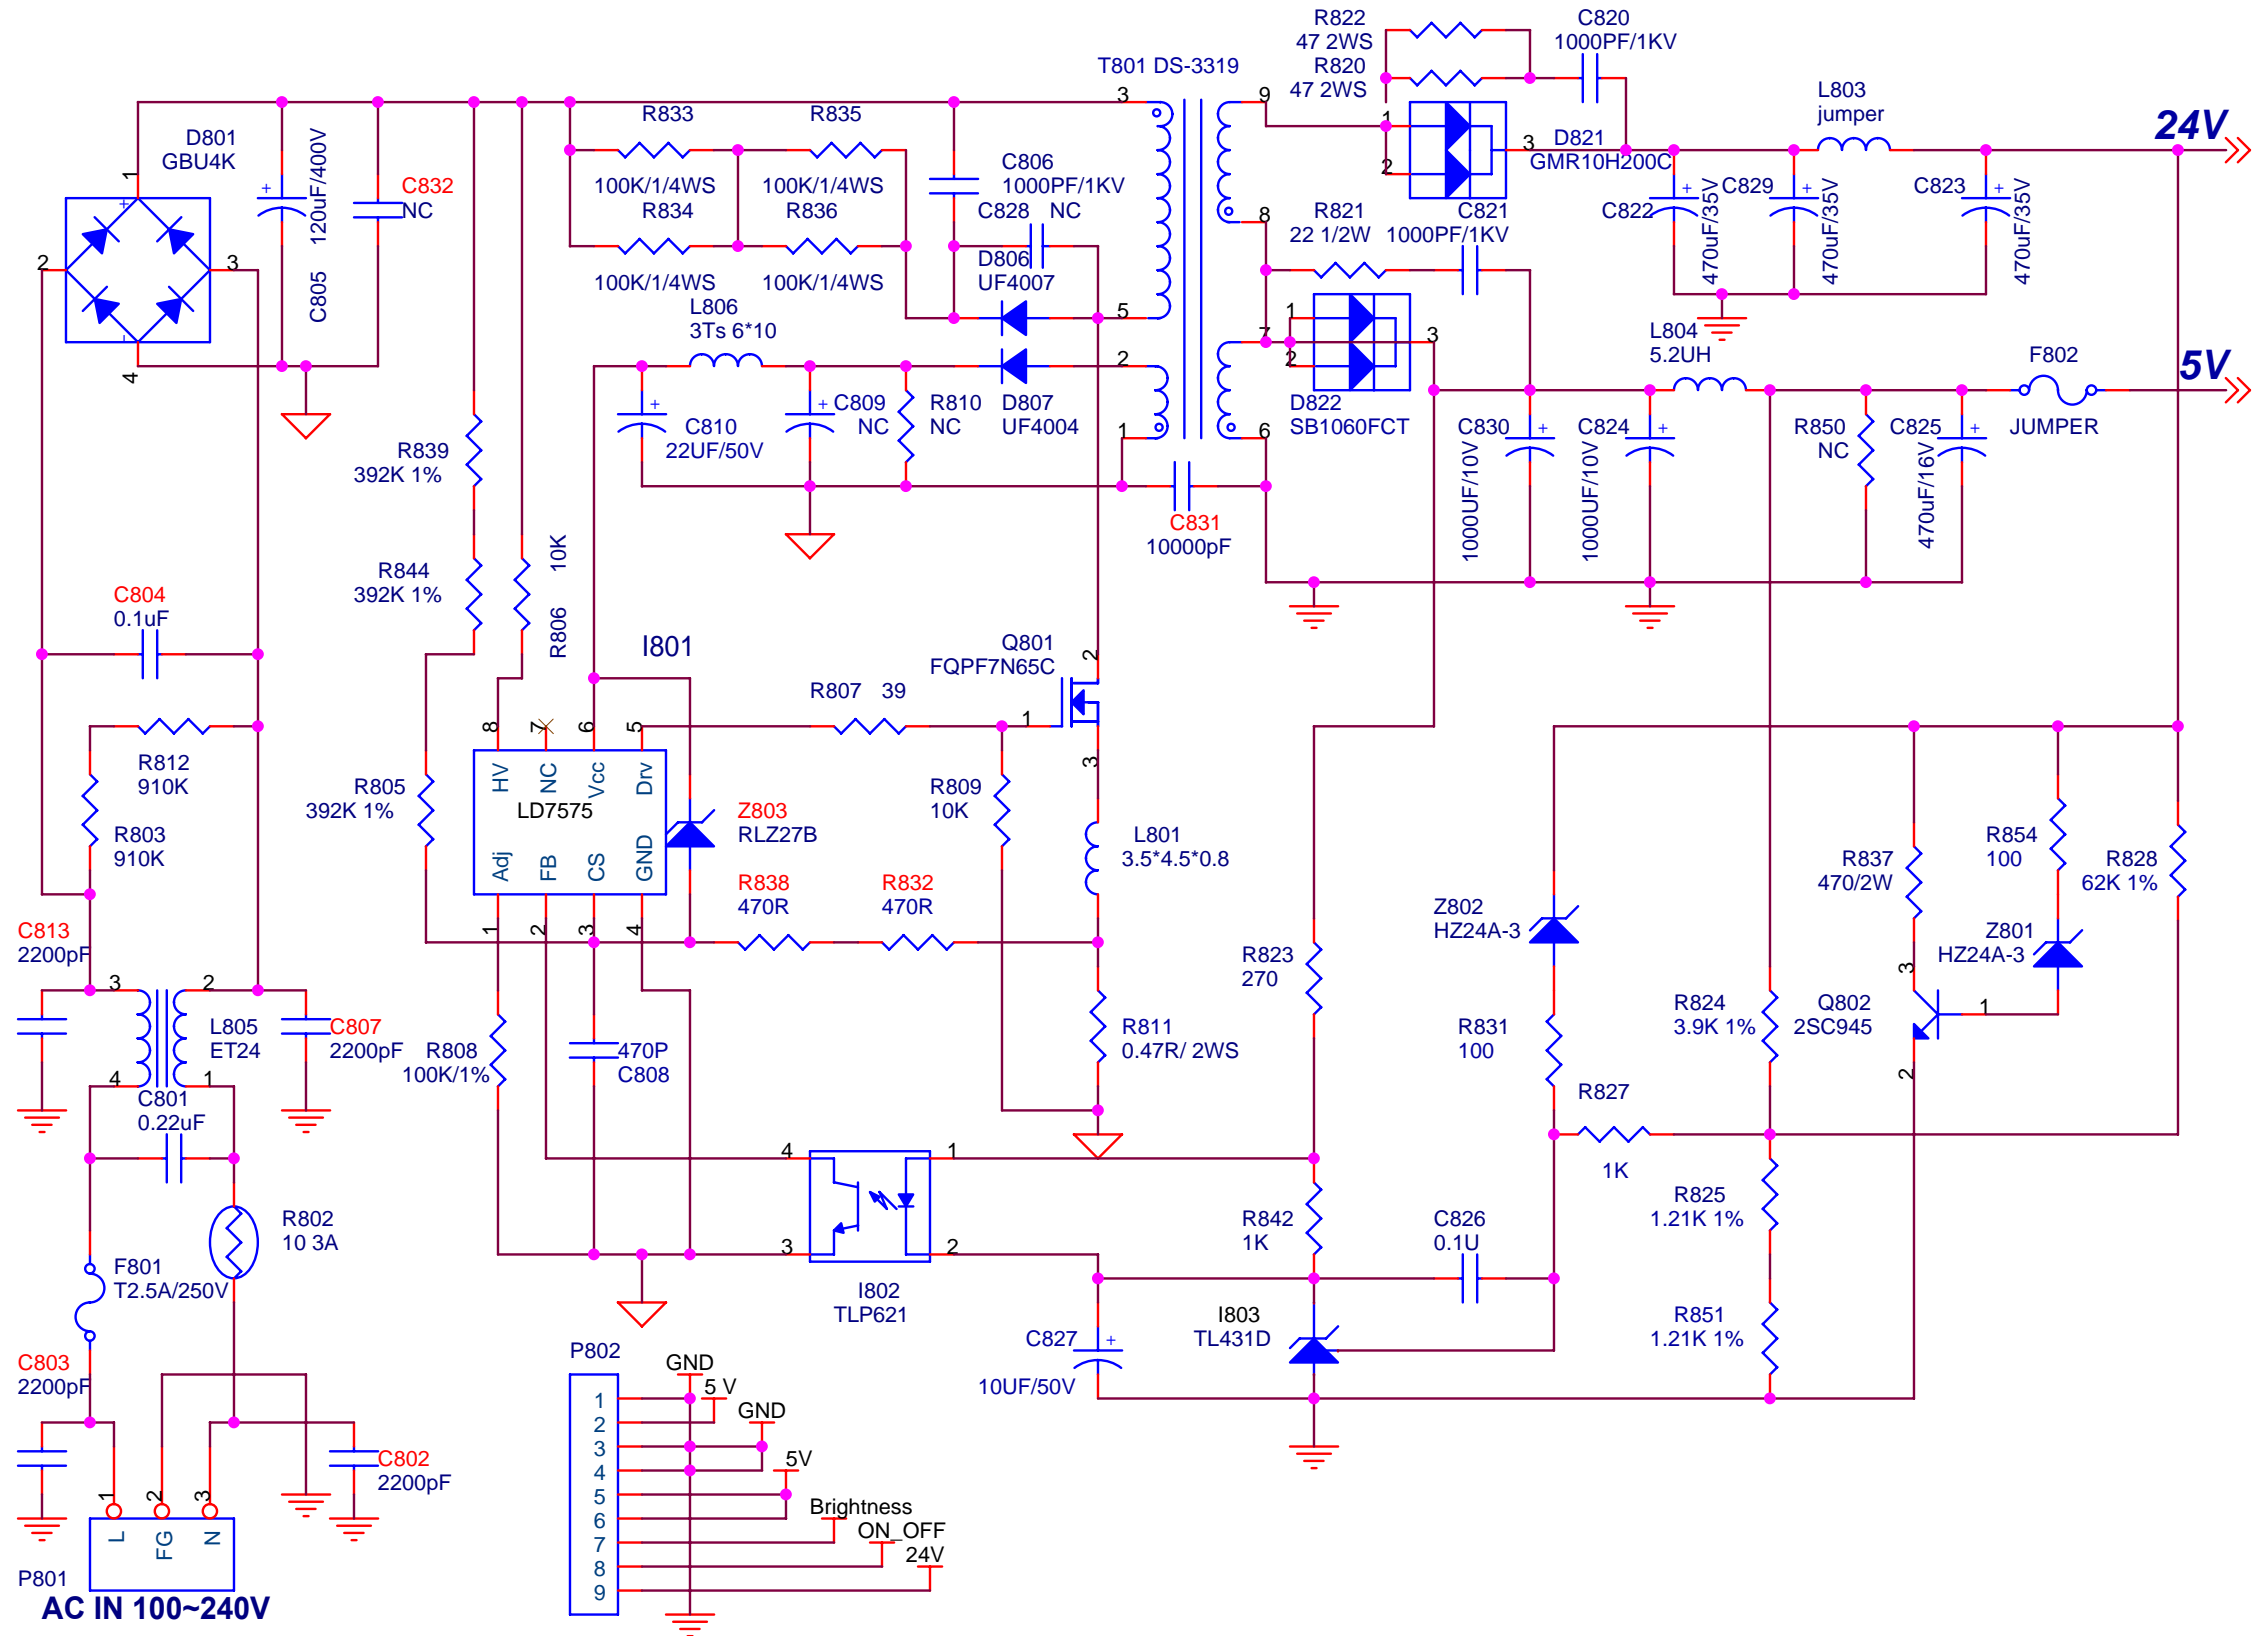 R822
47 2WS
C820
1000PF/1KV
T801 DS-3319
R820
47 2WS
L803
jumper
24V
3
9
1
2
3
D821
GMR10H200C
D801
GBU4K
R833
R835
100K/1/4WS
100K/1/4WS
R834
R836
100K/1/4WS
100K/1/4WS
C806
1000PF/1KV
C828
NC
D806
UF4007
1
2
3
4
+
+
120uF/400V
C805
C832
NC
8
R821
22 1/2W
C821
1000PF/1KV
C822
+
470uF/35V
C829
+
470uF/35V
C823
+
470uF/35V
L806
3Ts 6*10
5
2
1
7
6
1
2
3
L804
5.2UH
F802
JUMPER
5V
D822
SB1060FCT
C810
22UF/50V
+
C809
NC
+
R810
NC
D807
UF4004
C830
+
1000UF/10V
C824
+
1000UF/10V
R850
NC
C825
+
470uF/16V
C831
10000pF
R839
392K 1%
R844
392K 1%
10K
R806
C804
0.1uF
I801
Q801
FQPF7N65C
2
1
3
R807
39
R812
910K
R803
910K
R805
392K 1%
8
7
6
5
HV
NC
Vcc
Drv
LD7575
Adj
FB
CS
GND
1
2
3
4
Z803
RLZ27B
R809
10K
L801
3.5*4.5*0.8
R838
470R
R832
470R
R854
100
R837
470/2W
R828
62K 1%
Z802
HZ24A-3
Z801
HZ24A-3
C813
2200pF
3
2
4
1
L805
ET24
C807
2200pF
R808
100K/1%
470P
C808
R811
0.47R/ 2WS
R823
270
R831
100
R824
3.9K 1%
Q802
2SC945
3
1
2
C801
0.22uF
R827
1K
R802
10 3A
4
3
1
2
I802
TLP621
R842
1K
C826
0.1U
R825
1.21K 1%
F801
T2.5A/250V
I803
TL431D
C827
+
10UF/50V
R851
1.21K 1%
C803
2200pF
C802
2200pF
P802
GND
5 V
GND
5V
Brightness
ON_OFF
24V
1
2
3
4
5
6
7
8
9
1
2
3
L
FG
N
P801
AC IN 100~240V